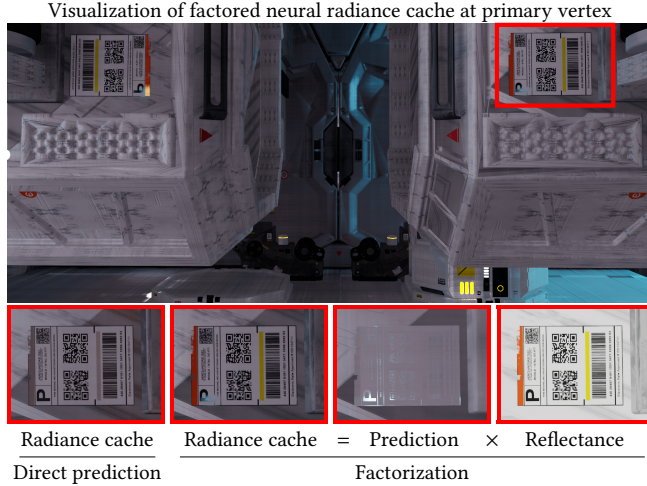 Visualization of factored neural radiance cache at primary vertex
P
P
P
P
P
Radiance cache
Direct prediction
Radiance cache = Prediction × Reflectance
Factorization